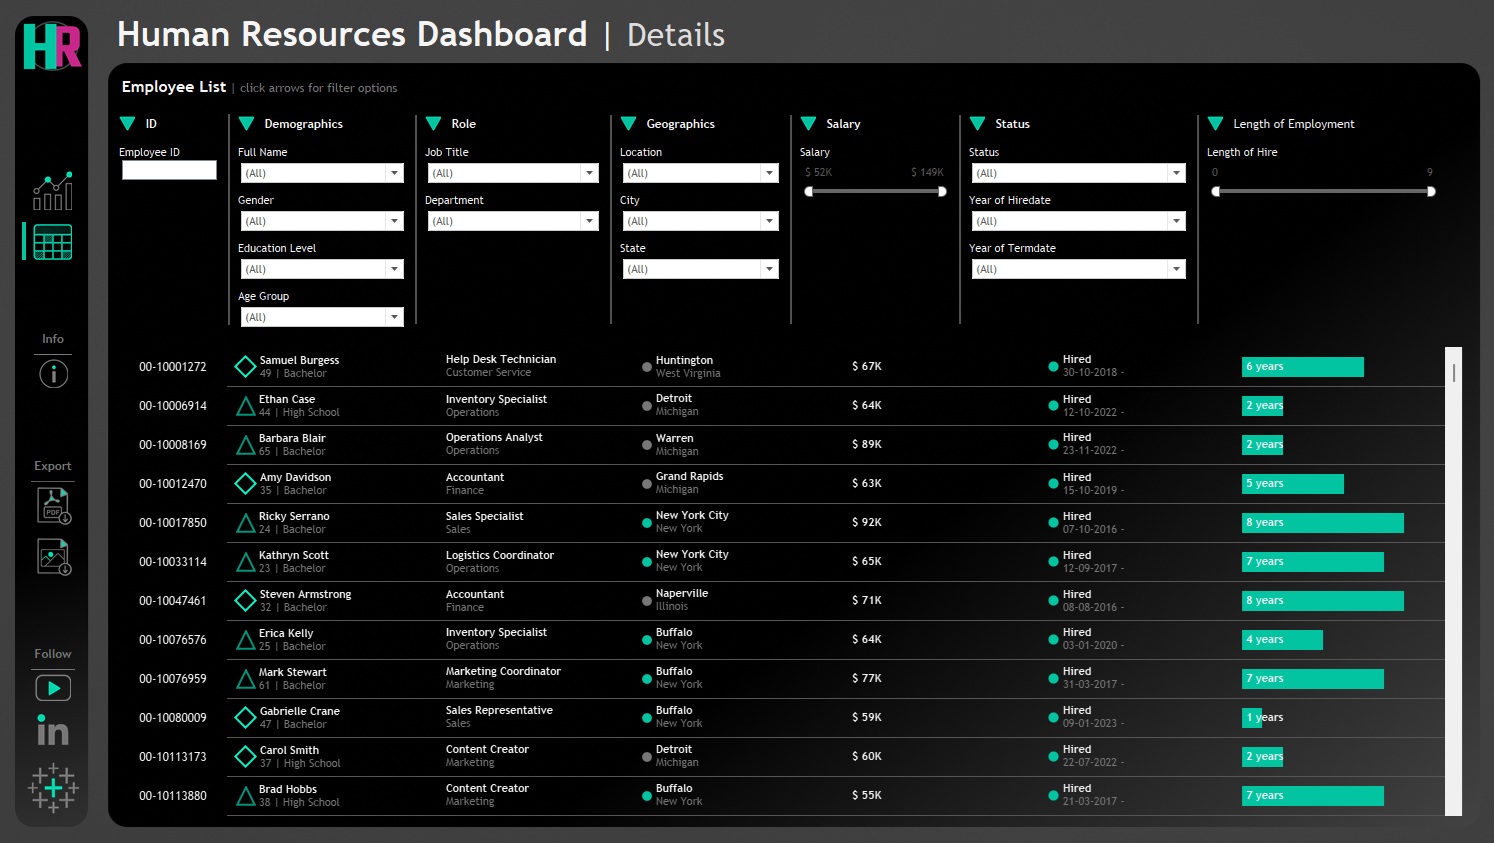 HR
Human Resources Dashboard | Details
Employee List | click arrows for filter options
ID
Demographics
Role
Geographics
Salary
Status
Length of Employment
Employee ID
Full Name
(All)
Gender
(All)
Education Level
(All)
Age Group
(All)
Job Title
(All)
Department
(All)
Location
(All)
City
(All)
State
(All)
Salary
$ 52K $ 149K
Status
(All)
Year of Hiredate
(All)
Year of Termdate
(All)
Length of Hire
0 9
Info
Export
PDF
Follow
in
00-10001272 Samuel Burgess Help Desk Technician Huntington $ 67K Hired 6 years
49 | Bachelor Customer Service West Virginia 30-10-2018 -
00-10006914 Ethan Case Inventory Specialist Detroit $ 64K Hired 2 years
44 | High School Operations Michigan 12-10-2022 -
00-10008169 Barbara Blair Operations Analyst Warren $ 89K Hired 2 years
65 | Bachelor Operations Michigan 23-11-2022 -
00-10012470 Amy Davidson Accountant Grand Rapids $ 63K Hired 5 years
35 | Bachelor Finance Michigan 15-10-2019 -
00-10017850 Ricky Serrano Sales Specialist New York City $ 92K Hired 8 years
24 | Bachelor Sales New York 07-10-2016 -
00-10033114 Kathryn Scott Logistics Coordinator New York City $ 65K Hired 7 years
23 | Bachelor Operations New York 12-09-2017 -
00-10047461 Steven Armstrong Accountant Naperville $ 71K Hired 8 years
32 | Bachelor Finance Illinois 08-08-2016 -
00-10076576 Erica Kelly Inventory Specialist Buffalo $ 64K Hired 4 years
25 | Bachelor Operations New York 03-01-2020 -
00-10076959 Mark Stewart Marketing Coordinator Buffalo $ 77K Hired 7 years
61 | Bachelor Marketing New York 31-03-2017 -
00-10080009 Gabrielle Crane Sales Representative Buffalo $ 59K Hired 1 years
47 | Bachelor Sales New York 09-01-2023 -
00-10113173 Carol Smith Content Creator Detroit $ 60K Hired 2 years
37 | High School Marketing Michigan 22-07-2022 -
00-10113880 Brad Hobbs Content Creator Buffalo $ 55K Hired 7 years
38 | High School Marketing New York 21-03-2017 -